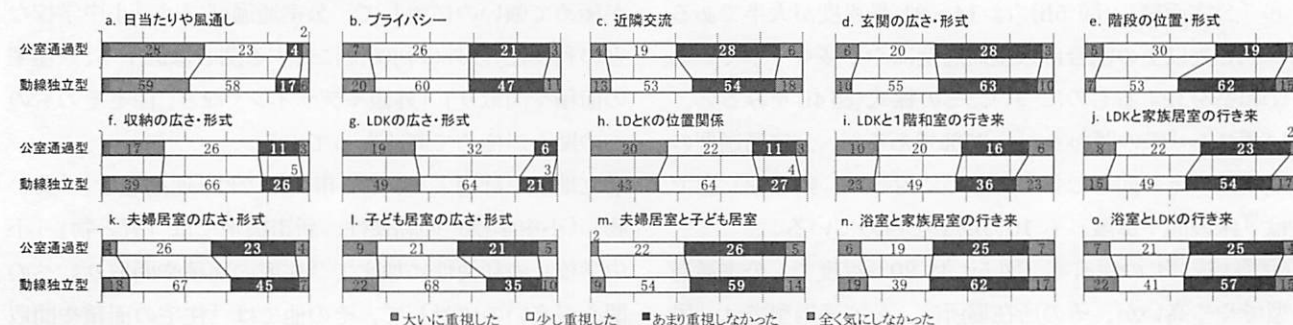 a. 日当たりや風通し b. プライバシー c. 近隣交流 d. 玄関の広さ・形式 e. 階段の位置・形式
2
公室通過型 28 23 4 7 26 21 3 4 19 28 6 6 20 28 3 5 30 19 3
動線独立型 59 58 17 6 20 60 47 11 13 53 54 18 10 55 63 10 53 62 15
f. 収納の広さ・形式 g. LDKの広さ・形式 h. LDとKの位置関係 i. LDKと1階和室の行き来 j. LDKと家族居室の行き来
公室通過型 17 26 11 3 19 32 6 20 22 11 3 10 20 16 6 8 22 23 2
5 3 4
動線独立型 39 66 26 49 64 21 43 64 27 23 49 36 23 15 49 54 13
k. 夫婦居室の広さ・形式 l. 子ども居室の広さ・形式 m. 夫婦居室と子ども居室 n. 浴室と家族居室の行き来 o. 浴室とLDKの行き来
2
公室通過型 4 26 23 4 9 21 21 5 22 26 5 6 19 25 7 7 21 25 4
動線独立型 13 67 45 7 22 68 35 10 9 54 59 14 19 39 62 17 22 41 57 15
■大いに重視した □少し重視した ■あまり重視しなかった ■全く気にしなかった